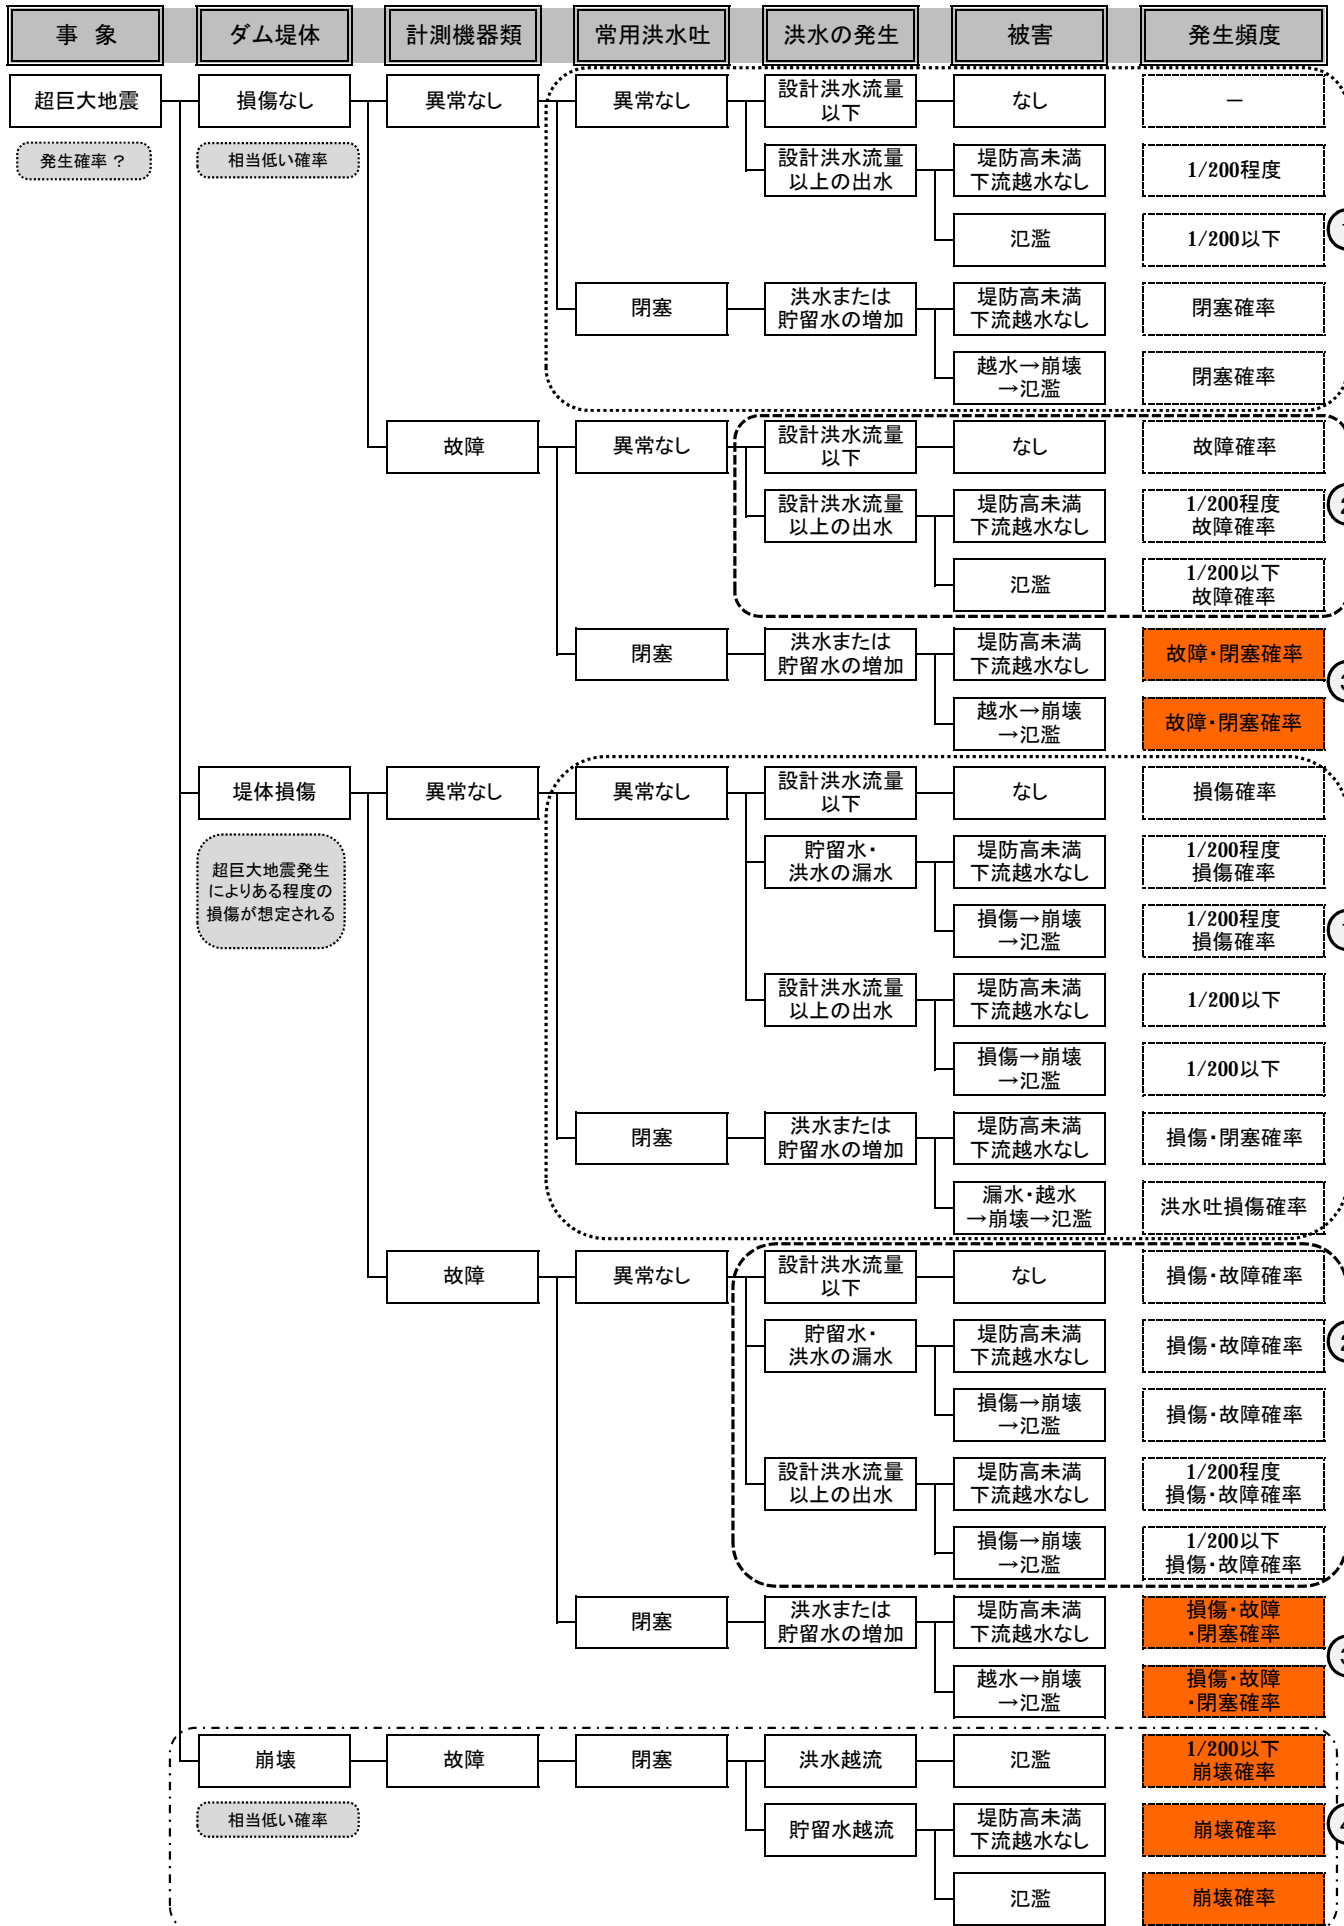 事 象 ダム堤体 計測機器類 常用洪水吐 洪水の発生 被害 発生頻度
超巨大地震 損傷なし 異常なし 異常なし 設計洪水流量
以下 なし －
発生確率？ 相当低い確率
設計洪水流量
以上の出水 堤防高未満
下流越水なし 1/200程度
氾濫 1/200以下
閉塞 洪水または
貯留水の増加 堤防高未満
下流越水なし 閉塞確率
越水→崩壊
→氾濫 閉塞確率
故障 異常なし 設計洪水流量
以下 なし 故障確率
設計洪水流量
以上の出水 堤防高未満
下流越水なし 1/200程度
故障確率
氾濫 1/200以下
故障確率
閉塞 洪水または
貯留水の増加 堤防高未満
下流越水なし 故障・閉塞確率
越水→崩壊
→氾濫 故障・閉塞確率
堤体損傷 異常なし 異常なし 設計洪水流量
以下 なし 損傷確率
超巨大地震発生
によりある程度の
損傷が想定される
貯留水・
洪水の漏水 堤防高未満
下流越水なし 1/200程度
損傷確率
損傷→崩壊
→氾濫 1/200程度
損傷確率
設計洪水流量
以上の出水 堤防高未満
下流越水なし 1/200以下
損傷→崩壊
→氾濫 1/200以下
閉塞 洪水または
貯留水の増加 堤防高未満
下流越水なし 損傷・閉塞確率
漏水・越水
→崩壊→氾濫 洪水吐損傷確率
故障 異常なし 設計洪水流量
以下 なし 損傷・故障確率
貯留水・
洪水の漏水 堤防高未満
下流越水なし 損傷・故障確率
損傷→崩壊
→氾濫 損傷・故障確率
設計洪水流量
以上の出水 堤防高未満
下流越水なし 1/200程度
損傷・故障確率
損傷→崩壊
→氾濫 1/200以下
損傷・故障確率
閉塞 洪水または
貯留水の増加 堤防高未満
下流越水なし 損傷・故障
・閉塞確率
越水→崩壊
→氾濫 損傷・故障
・閉塞確率
崩壊 故障 閉塞 洪水越流 氾濫 1/200以下
崩壊確率
相当低い確率
貯留水越流 堤防高未満
下流越水なし 崩壊確率
氾濫 崩壊確率